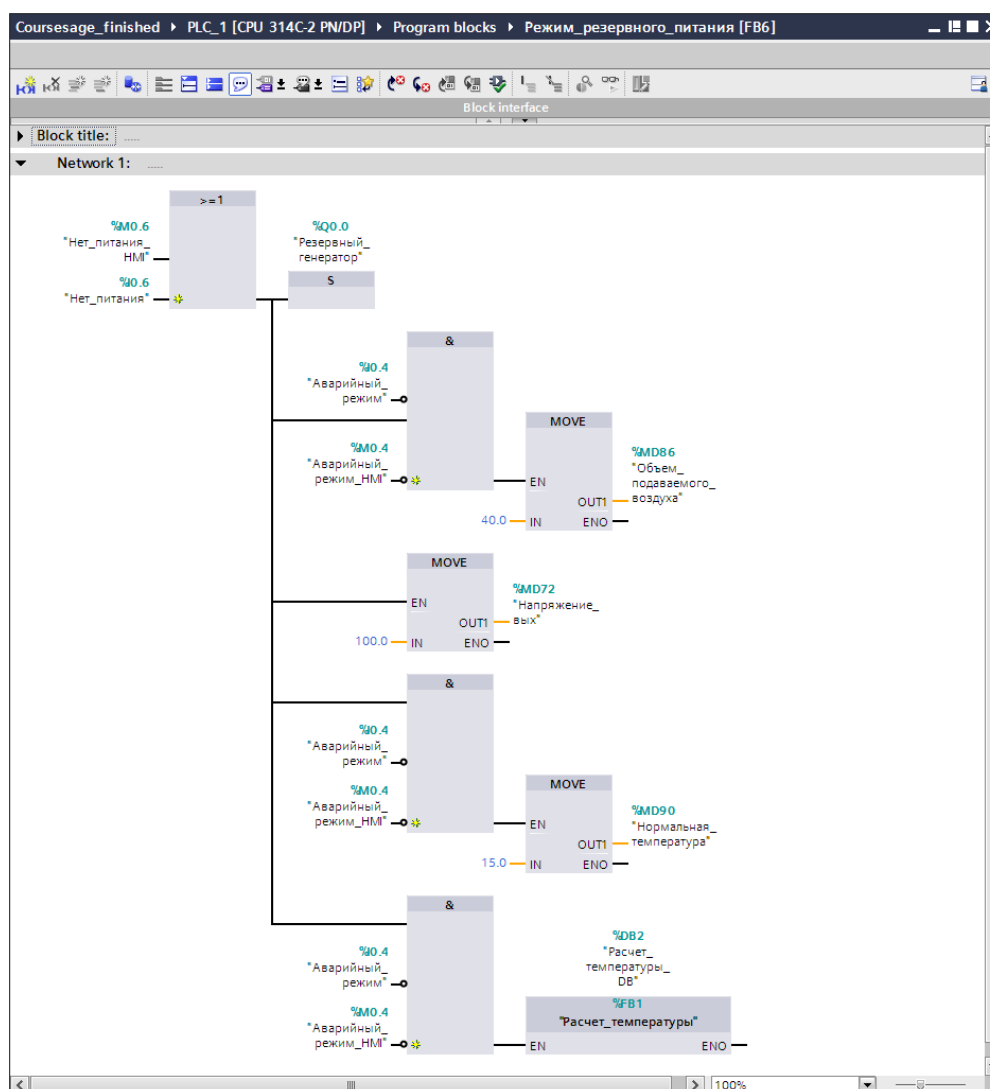 Coursesage_finished ▸ PLC_1 [CPU 314C-2 PN/DP] ▸ Program blocks ▸ Режим_резервного_питания [FB6]
Block interface
Block title: .....
Network 1: .....
>=1
%M0.6
"Нет_питания_
HMI"
%I0.6
"Нет_питания"
%Q0.0
"Резервный_
генератор"
S
&
%I0.4
"Аварийный_
режим"
%M0.4
"Аварийный_
режим_HMI"
MOVE
EN
OUT1
40.0
IN
ENO
%MD86
"Объем_
подаваемого_
воздуха"
MOVE
EN
OUT1
100.0
IN
ENO
%MD72
"Напряжение_
вых"
&
%I0.4
"Аварийный_
режим"
%M0.4
"Аварийный_
режим_HMI"
MOVE
EN
OUT1
15.0
IN
ENO
%MD90
"Нормальная_
температура"
&
%I0.4
"Аварийный_
режим"
%M0.4
"Аварийный_
режим_HMI"
%DB2
"Расчет_
температуры_
DB"
%FB1
"Расчет_температуры"
EN
ENO
100%